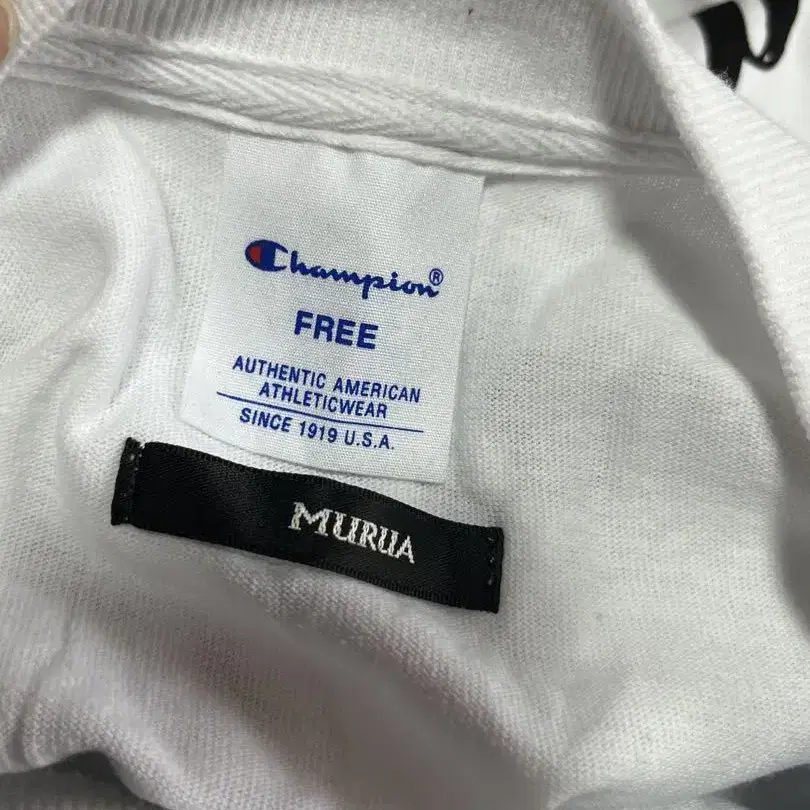 Champion®
FREE
AUTHENTIC AMERICAN
ATHLETICWEAR
SINCE 1919 U.S.A.
MURUA